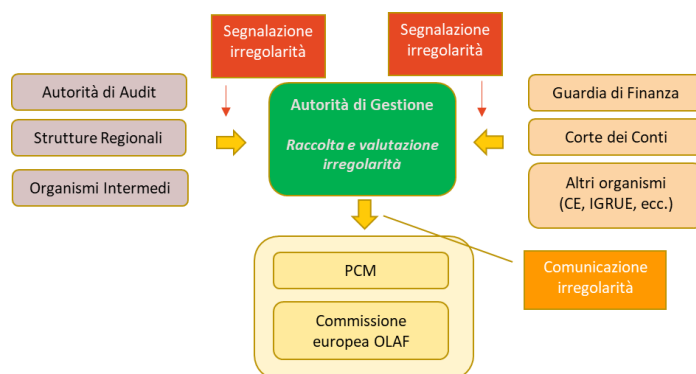 Segnalazione
irregolarità
Segnalazione
irregolarità
Autorità di Audit
Strutture Regionali
Organismi Intermedi
Autorità di Gestione
Raccolta e valutazione
irregolarità
Guardia di Finanza
Corte dei Conti
Altri organismi
(CE, IGRUE, ecc.)
PCM
Commissione
europea OLAF
Comunicazione
irregolarità